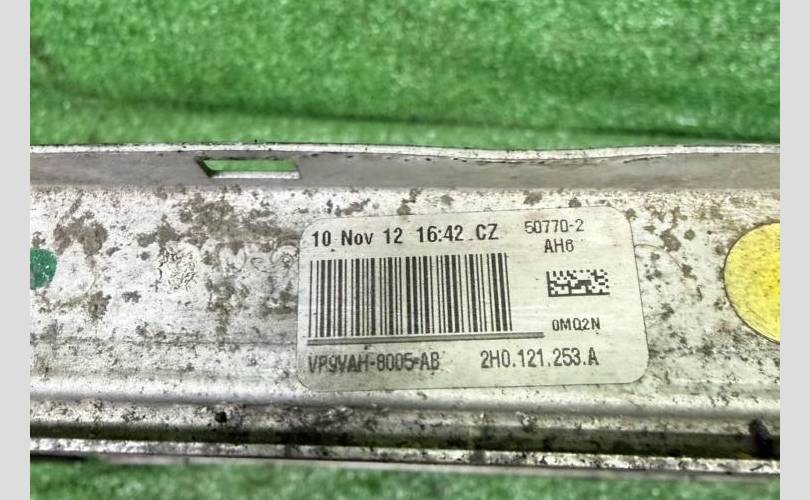 10 Nov 12 16:42 CZ
50770-2
AH6
0MQ2N
VP9VAH-8005-AB 2H0.121.253.A